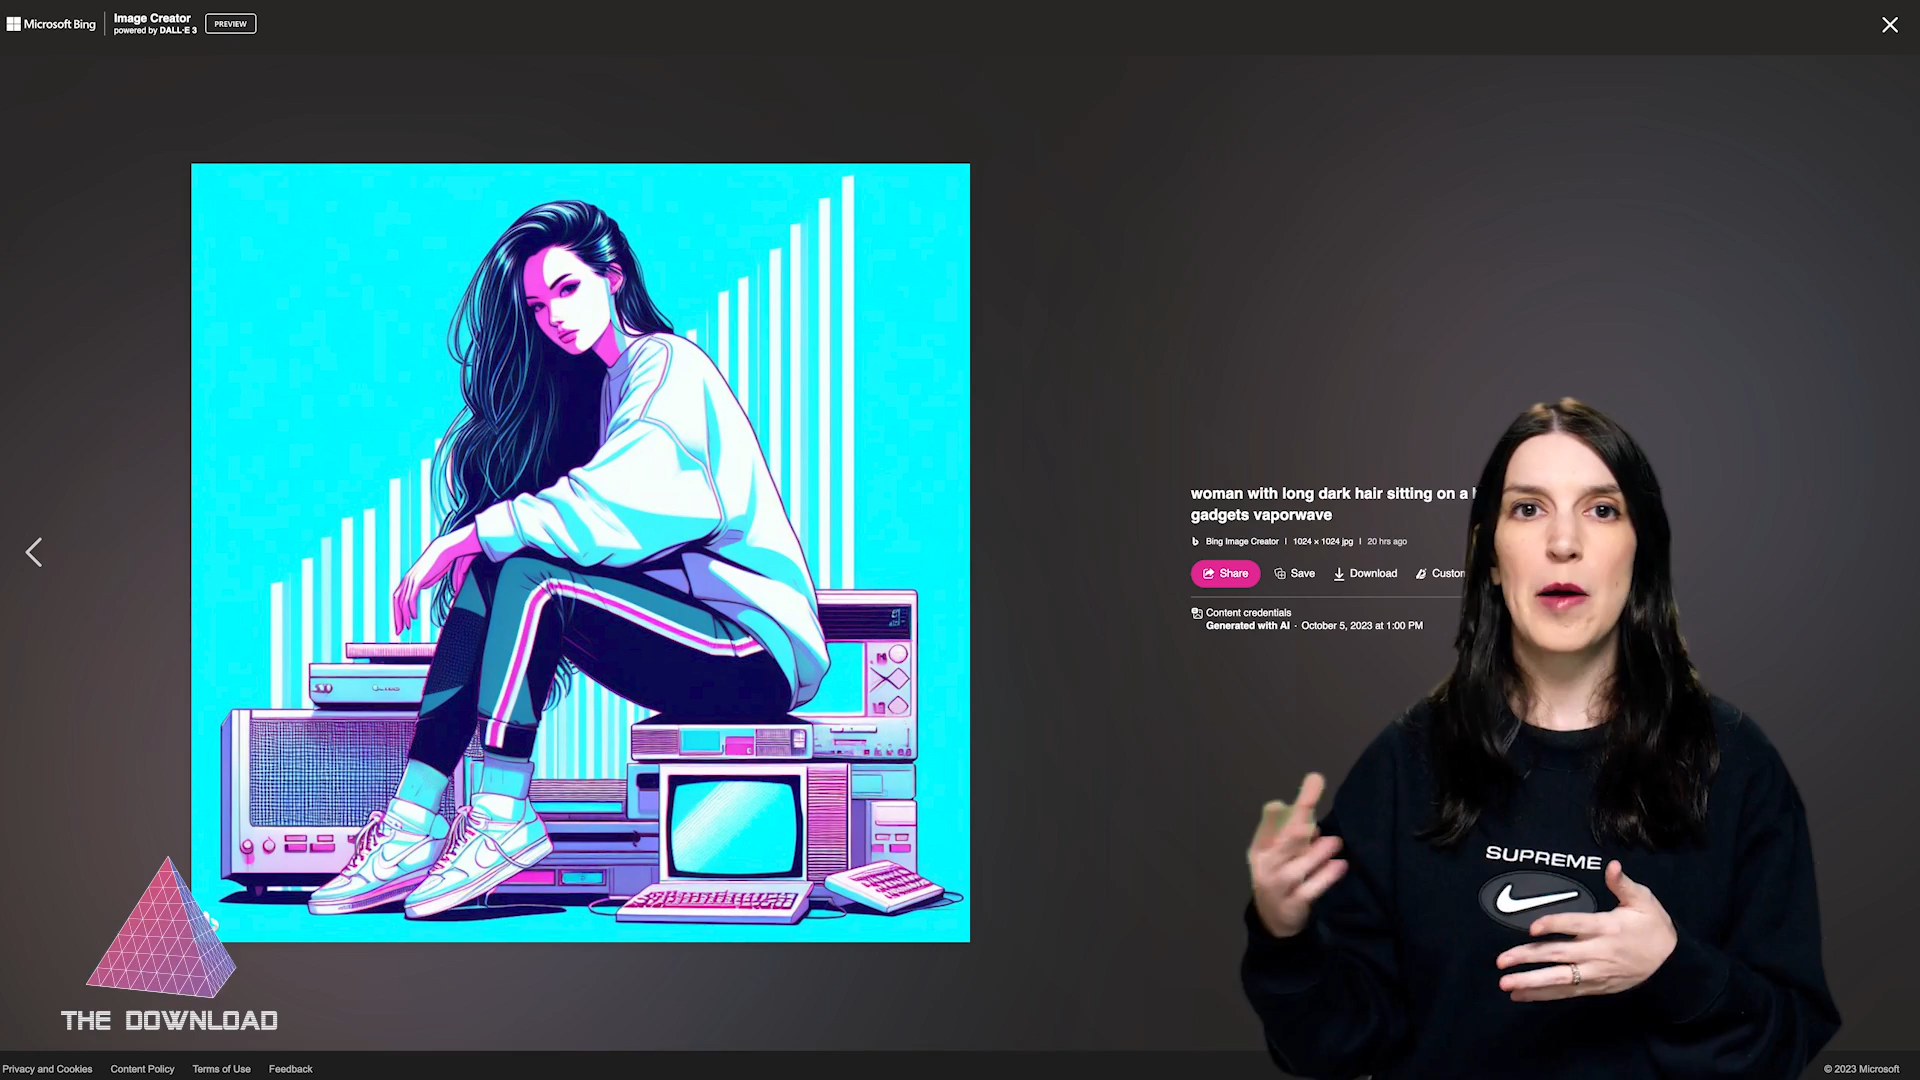 Microsoft Bing
Image Creator
powered by DALL·E 3
PREVIEW
woman with long dark hair sitting on a
gadgets vaporwave
Bing Image Creator | 1024 × 1024 jpg | 20 hrs ago
Share
Save
Download
Custom
Content credentials
Generated with AI · October 5, 2023 at 1:00 PM
SUPREME
THE DOWNLOAD
Privacy and Cookies
Content Policy
Terms of Use
Feedback
© 2023 Microsoft